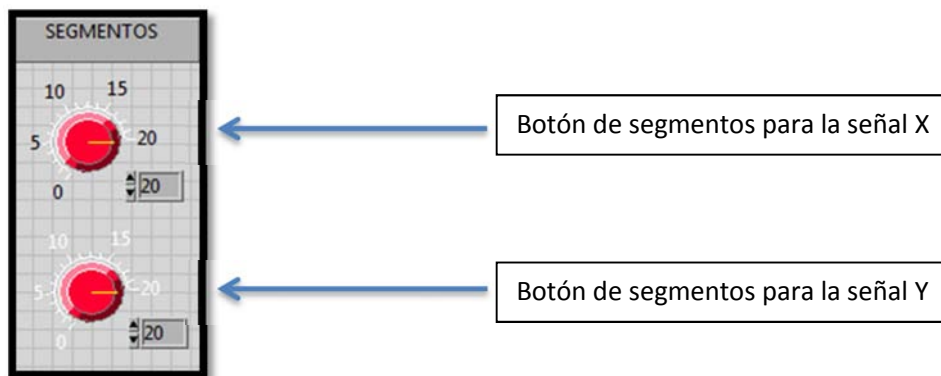 SEGMENTOS
10 15
5 20
0 20
Botón de segmentos para la señal X
10 15
5 20
0 20
Botón de segmentos para la señal Y